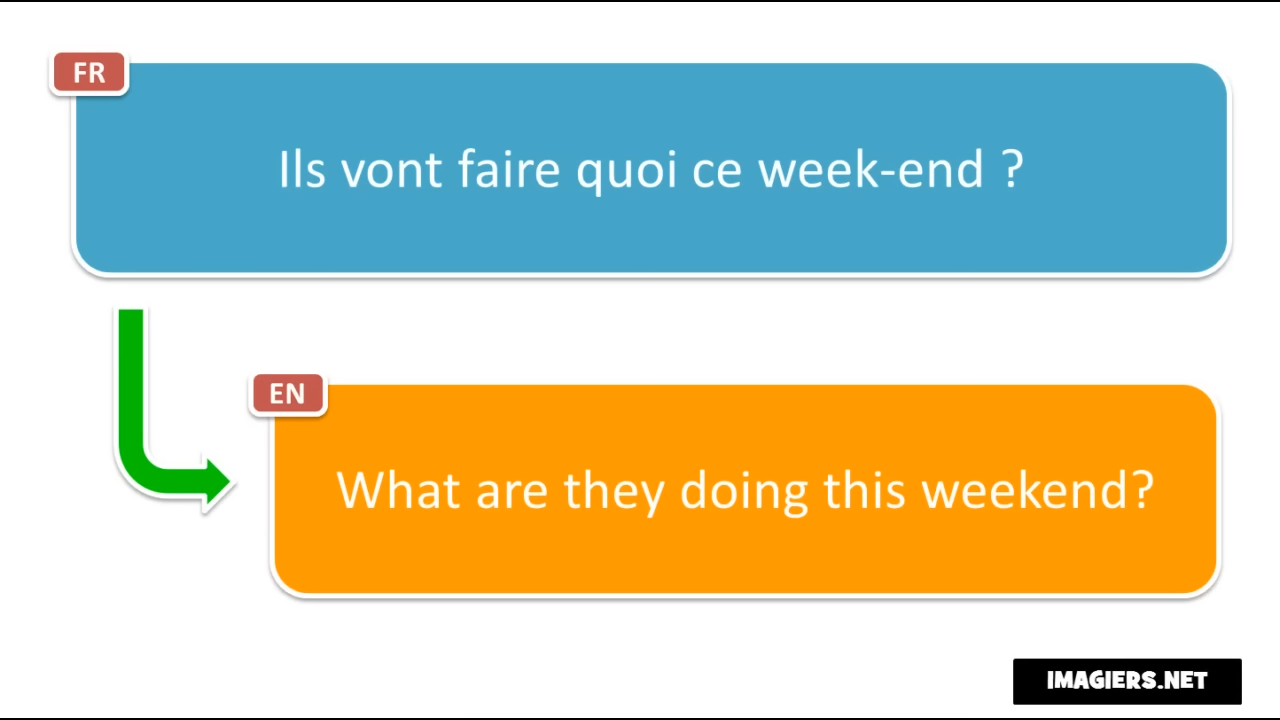 FR
Ils vont faire quoi ce week-end ?
EN
What are they doing this weekend?
IMAGIERS.NET